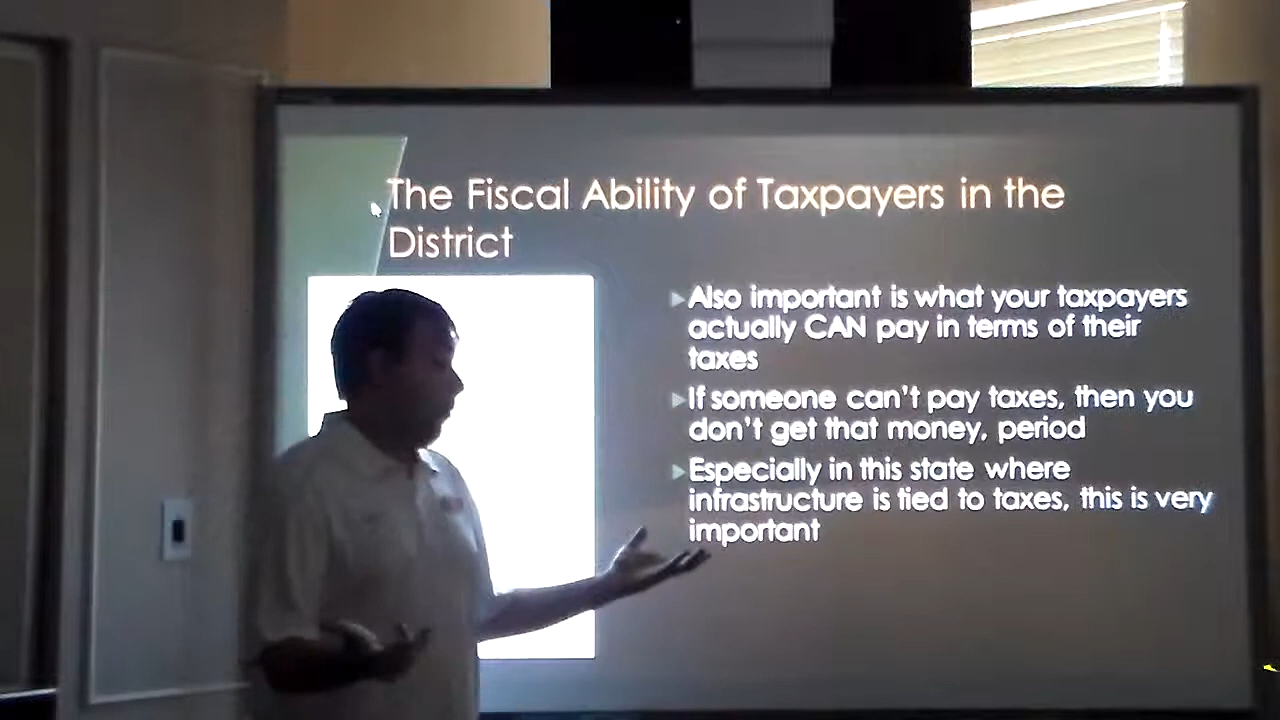 The Fiscal Ability of Taxpayers in the
District
Also important is what your taxpayers
actually CAN pay in terms of their
taxes
If someone can't pay taxes, then you
don't get that money, period
Especially in this state where
infrastructure is tied to taxes, this is very
important